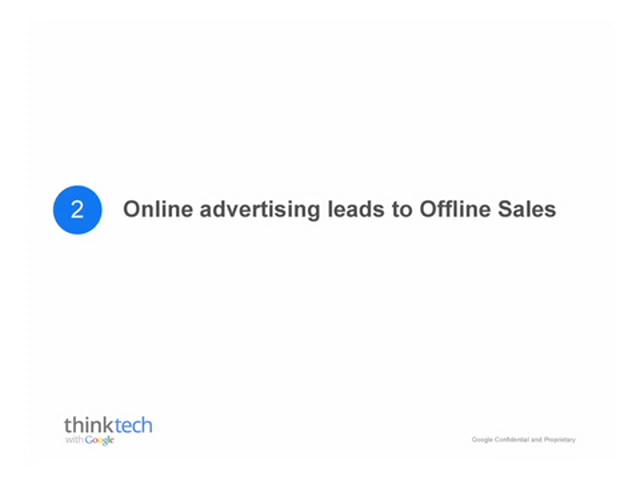 2 Online advertising leads to Offline Sales
thinktech
with Google
Google Confidential and Proprietary